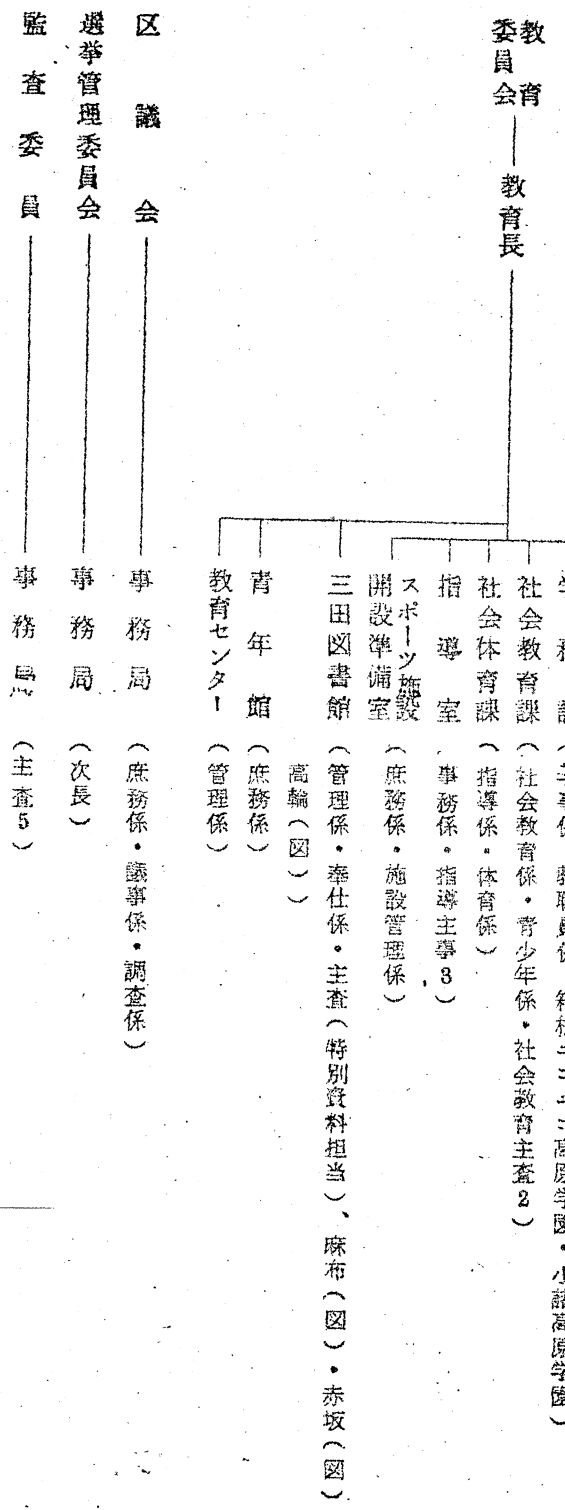 教育
委員会
教育長
小諸高原学園)
社会教育課(社会教育係・青少年係・社会教育主査2)
社会体育課(指導係・体育係)
指導室(事務係・指導主事3)
スポーツ施設
開設準備室(庶務係・施設管理係)
三田図書館(管理係・奉仕係・主査(特別資料担当)、麻布(図)・赤坂(図)
高輪(図))
青年館(庶務係)
教育センター(管理係)
区議会 事務局(庶務係・議事係・調査係)
選挙管理委員会 事務局(次長)
監査委員 事務局(主査5)